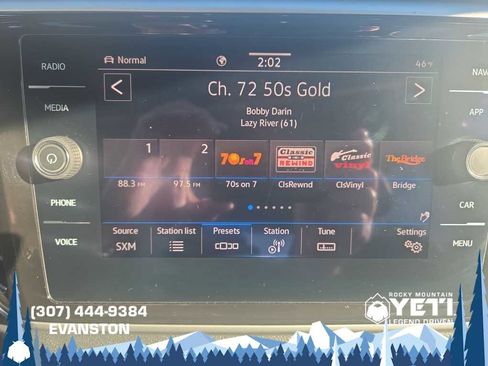 RADIO
MEDIA
PHONE
VOICE
Normal
2:02
46°F
Ch. 72 50s Gold
Bobby Darin
Lazy River (61)
1
2
70s on 7
Classic
REWIND
Classic
Vinyl
The Bridge
88.3 FM
97.5 FM
70s on 7
ClsRewnd
ClsVinyl
Bridge
Source
Station list
Presets
Station
Tune
Settings
SXM
NAV
APP
CAR
MENU
(307) 444-9384
EVANSTON
ROCKY MOUNTAIN
YETI
LEGEND DRIVEN